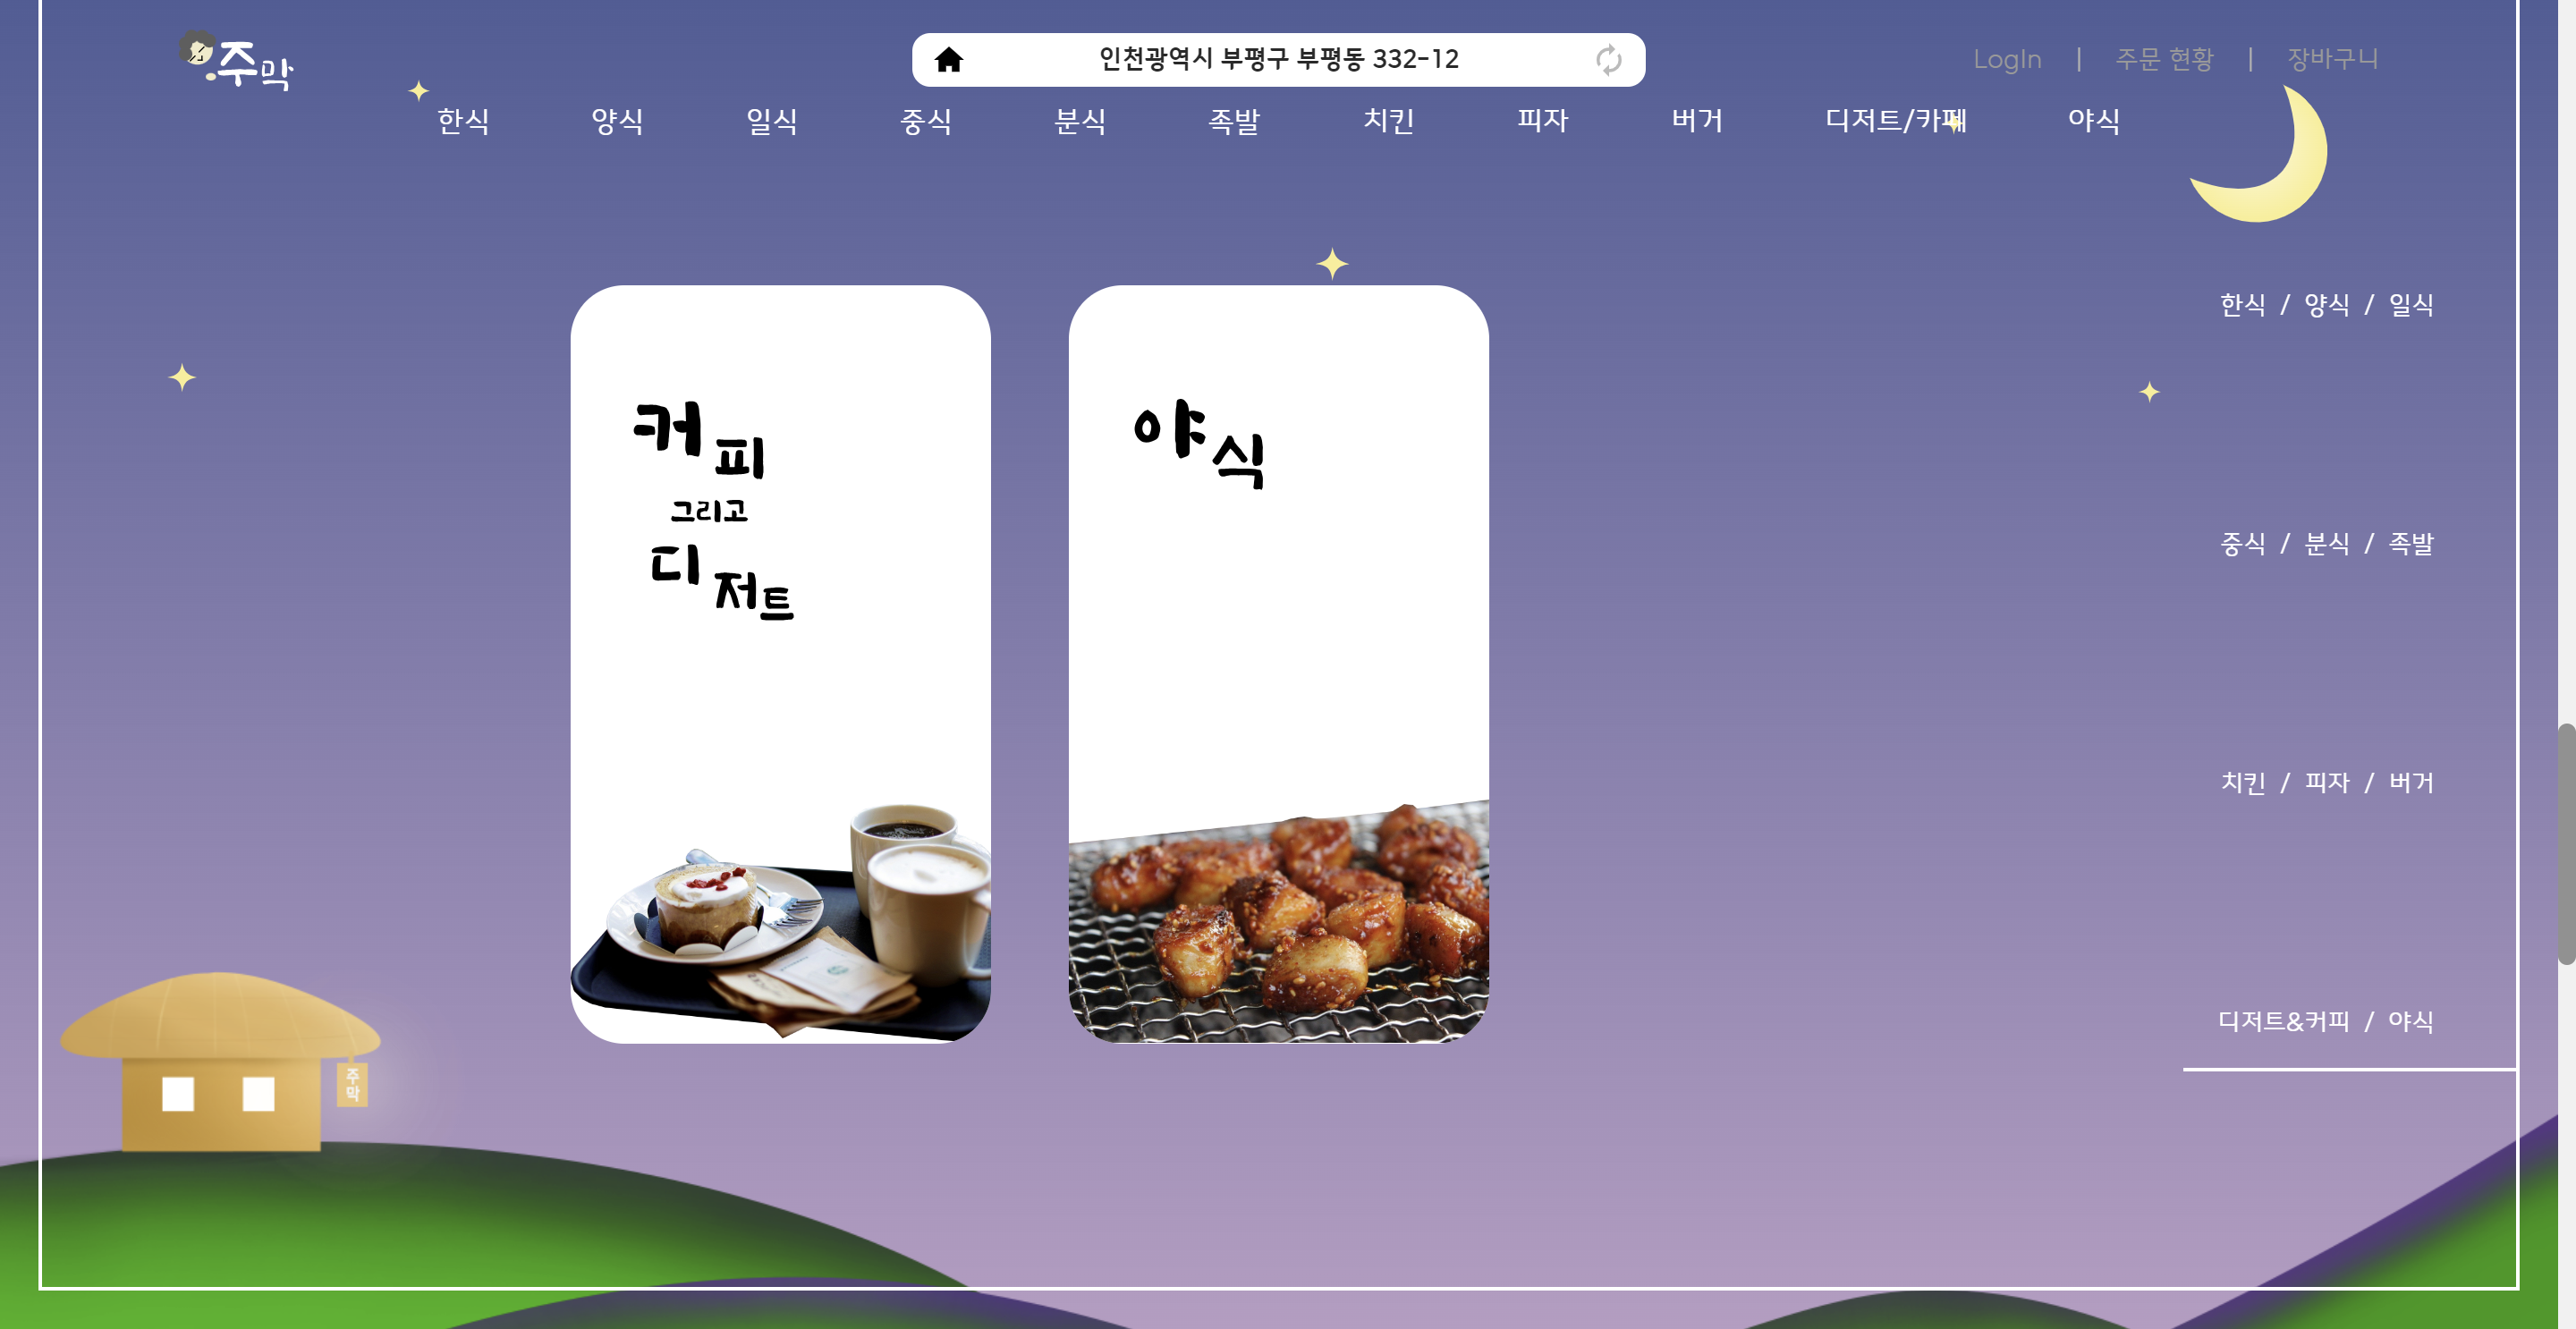 주막
인천광역시 부평구 부평동 332-12
LogIn | 주문 현황 | 장바구니
한식 양식 일식 중식 분식 족발 치킨 피자 버거 디저트/카페 야식
커피
그리고
디저트
야식
한식 / 양식 / 일식
중식 / 분식 / 족발
치킨 / 피자 / 버거
디저트&커피 / 야식
주막